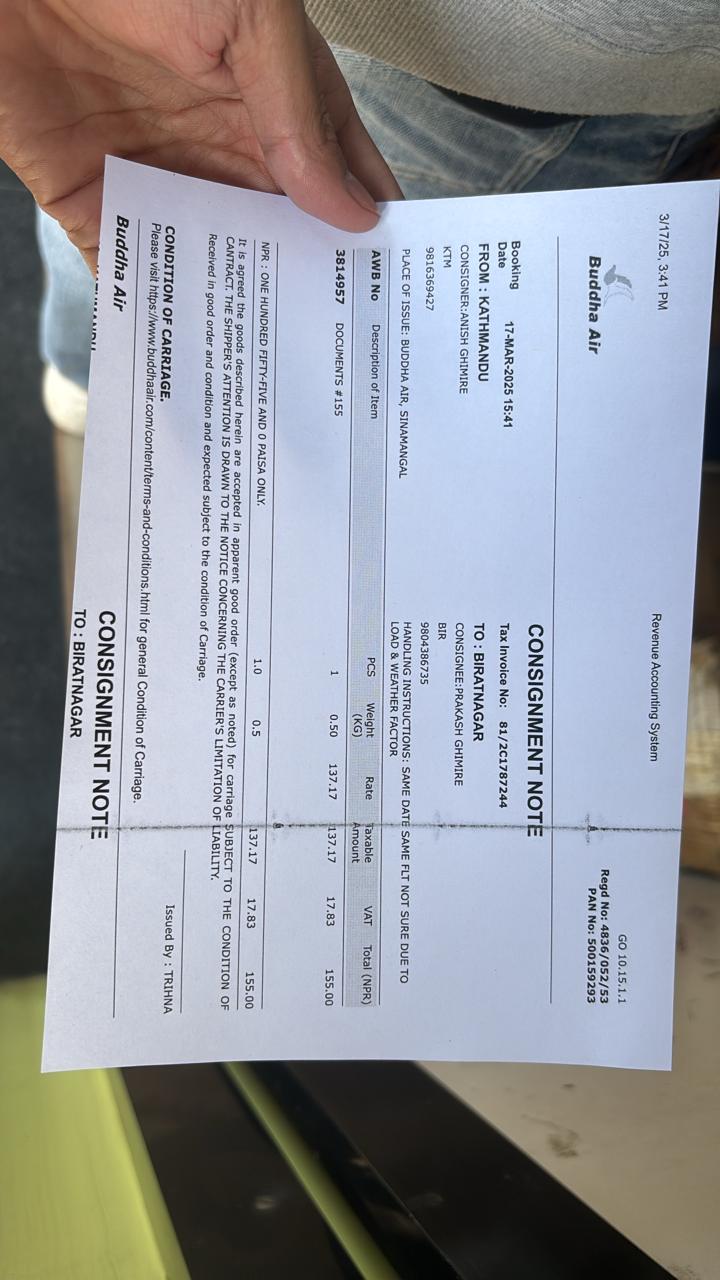 3/17/25, 3:41 PM Revenue Accounting System
GO 10.15.1.1
Buddha Air
Regd No: 4836/052/53
PAN No: 500159293
CONSIGNMENT NOTE
Booking Date 17-MAR-2025 15:41 Tax Invoice No: 81/2C1787244
FROM : KATHMANDU TO : BIRATNAGAR
CONSIGNER:ANISH GHIMIRE CONSIGNEE:PRAKASH GHIMIRE
KTM BIR
9816369427 9804386735
PLACE OF ISSUE: BUDDHA AIR, SINAMANGAL HANDLING INSTRUCTIONS: SAME DATE SAME FLT NOT SURE DUE TO
LOAD & WEATHER FACTOR
AWB No Description of Item PCS Weight (KG) Rate Taxable Amount VAT Total (NPR)
3814957 DOCUMENTS #155 1 0.50 137.17 137.17 17.83 155.00
1.0 0.5 137.17 17.83 155.00
NPR : ONE HUNDRED FIFTY-FIVE AND 0 PAISA ONLY.
It is agreed the goods described herein are accepted in apparent good order (except as noted) for carriage SUBJECT TO THE CONDITION OF
CANTRACT. THE SHIPPER'S ATTENTION IS DRAWN TO THE NOTICE CONCERNING THE CARRIER'S LIMITATION OF LIABILITY.
Received in good order and condition and expected subject to the condition of Carriage.
Issued By : TRIHNA
CONDITION OF CARRIAGE.
Please visit https://www.buddhaair.com/content/terms-and-conditions.html for general Condition of Carriage.
Buddha Air
CONSIGNMENT NOTE
TO : BIRATNAGAR